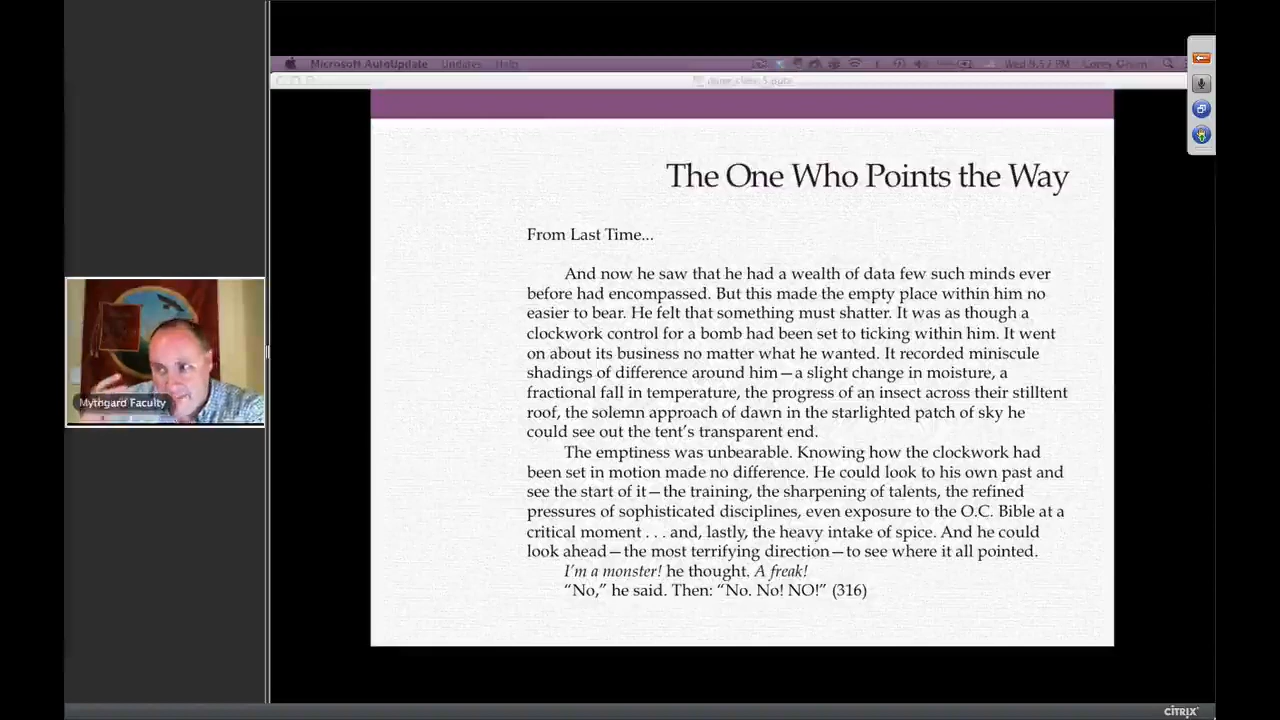 Microsoft AutoUpdate Updates Help Wed 9:57 PM Corey Olsen
The One Who Points the Way
From Last Time...
And now he saw that he had a wealth of data few such minds ever
before had encompassed. But this made the empty place within him no
easier to bear. He felt that something must shatter. It was as though a
clockwork control for a bomb had been set to ticking within him. It went
on about its business no matter what he wanted. It recorded miniscule
shadings of difference around him—a slight change in moisture, a
fractional fall in temperature, the progress of an insect across their stilltent
roof, the solemn approach of dawn in the starlighted patch of sky he
could see out the tent's transparent end.
The emptiness was unbearable. Knowing how the clockwork had
been set in motion made no difference. He could look to his own past and
see the start of it—the training, the sharpening of talents, the refined
pressures of sophisticated disciplines, even exposure to the O.C. Bible at a
critical moment . . . and, lastly, the heavy intake of spice. And he could
look ahead—the most terrifying direction—to see where it all pointed.
I'm a monster! he thought. A freak!
"No," he said. Then: "No. No! NO!" (316)
Mythgard Faculty
CITRIX